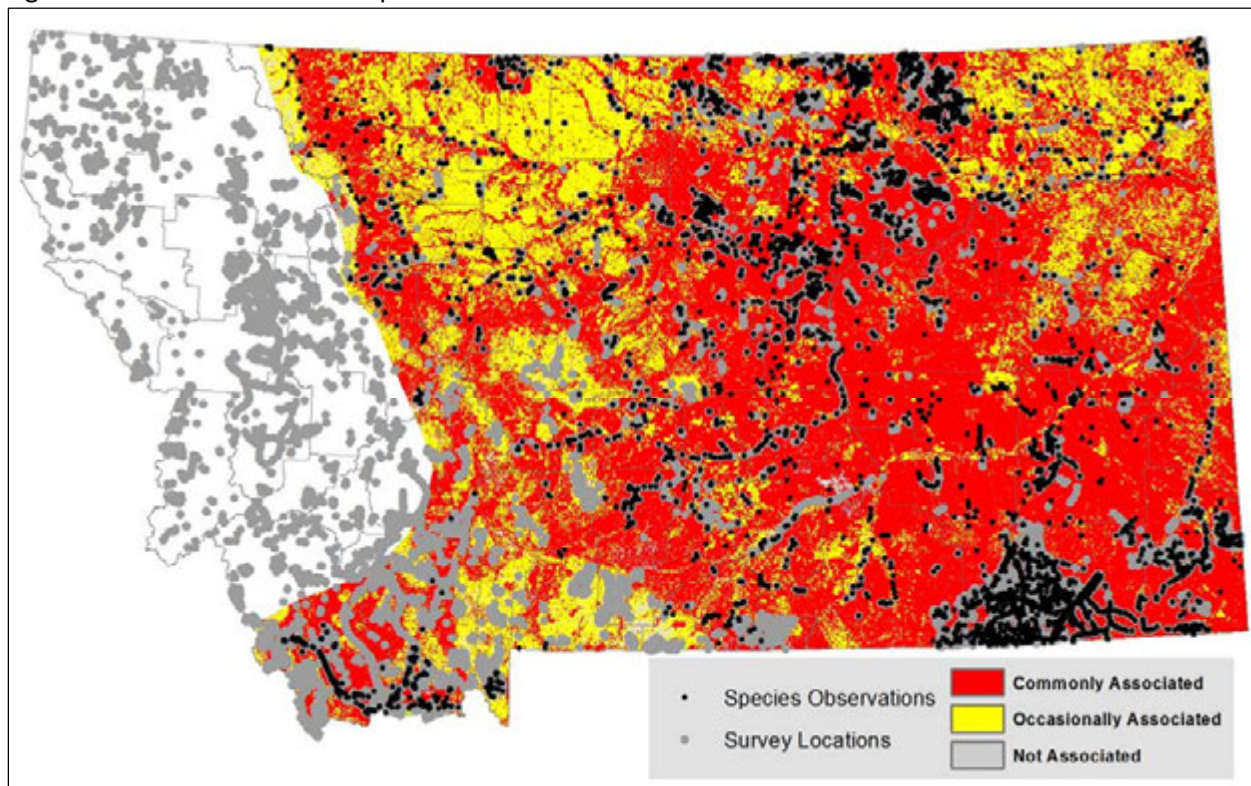 Species Observations
Survey Locations
Commonly Associated
Occasionally Associated
Not Associated